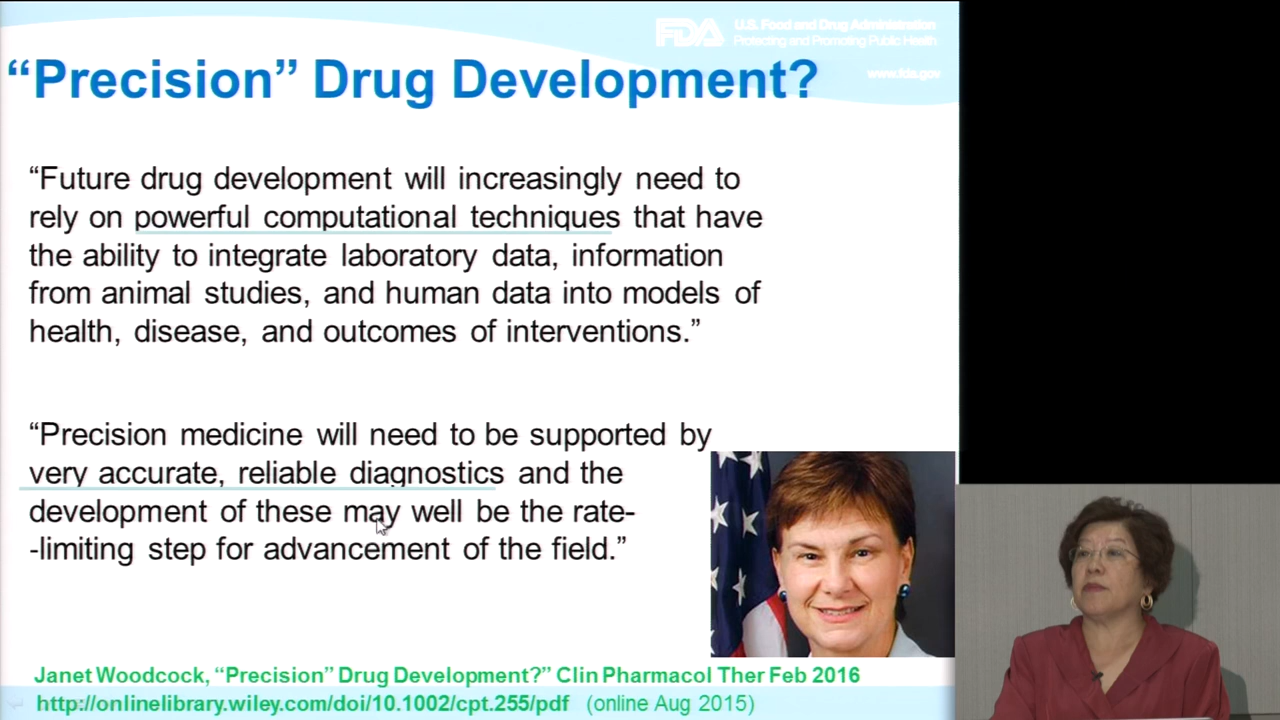 FDA
U.S. Food and Drug Administration
Protecting and Promoting Public Health
www.fda.gov
“Precision” Drug Development?
“Future drug development will increasingly need to
rely on powerful computational techniques that have
the ability to integrate laboratory data, information
from animal studies, and human data into models of
health, disease, and outcomes of interventions.”
“Precision medicine will need to be supported by
very accurate, reliable diagnostics and the
development of these may well be the rate-
-limiting step for advancement of the field.”
Janet Woodcock, “Precision” Drug Development?” Clin Pharmacol Ther Feb 2016
http://onlinelibrary.wiley.com/doi/10.1002/cpt.255/pdf (online Aug 2015)